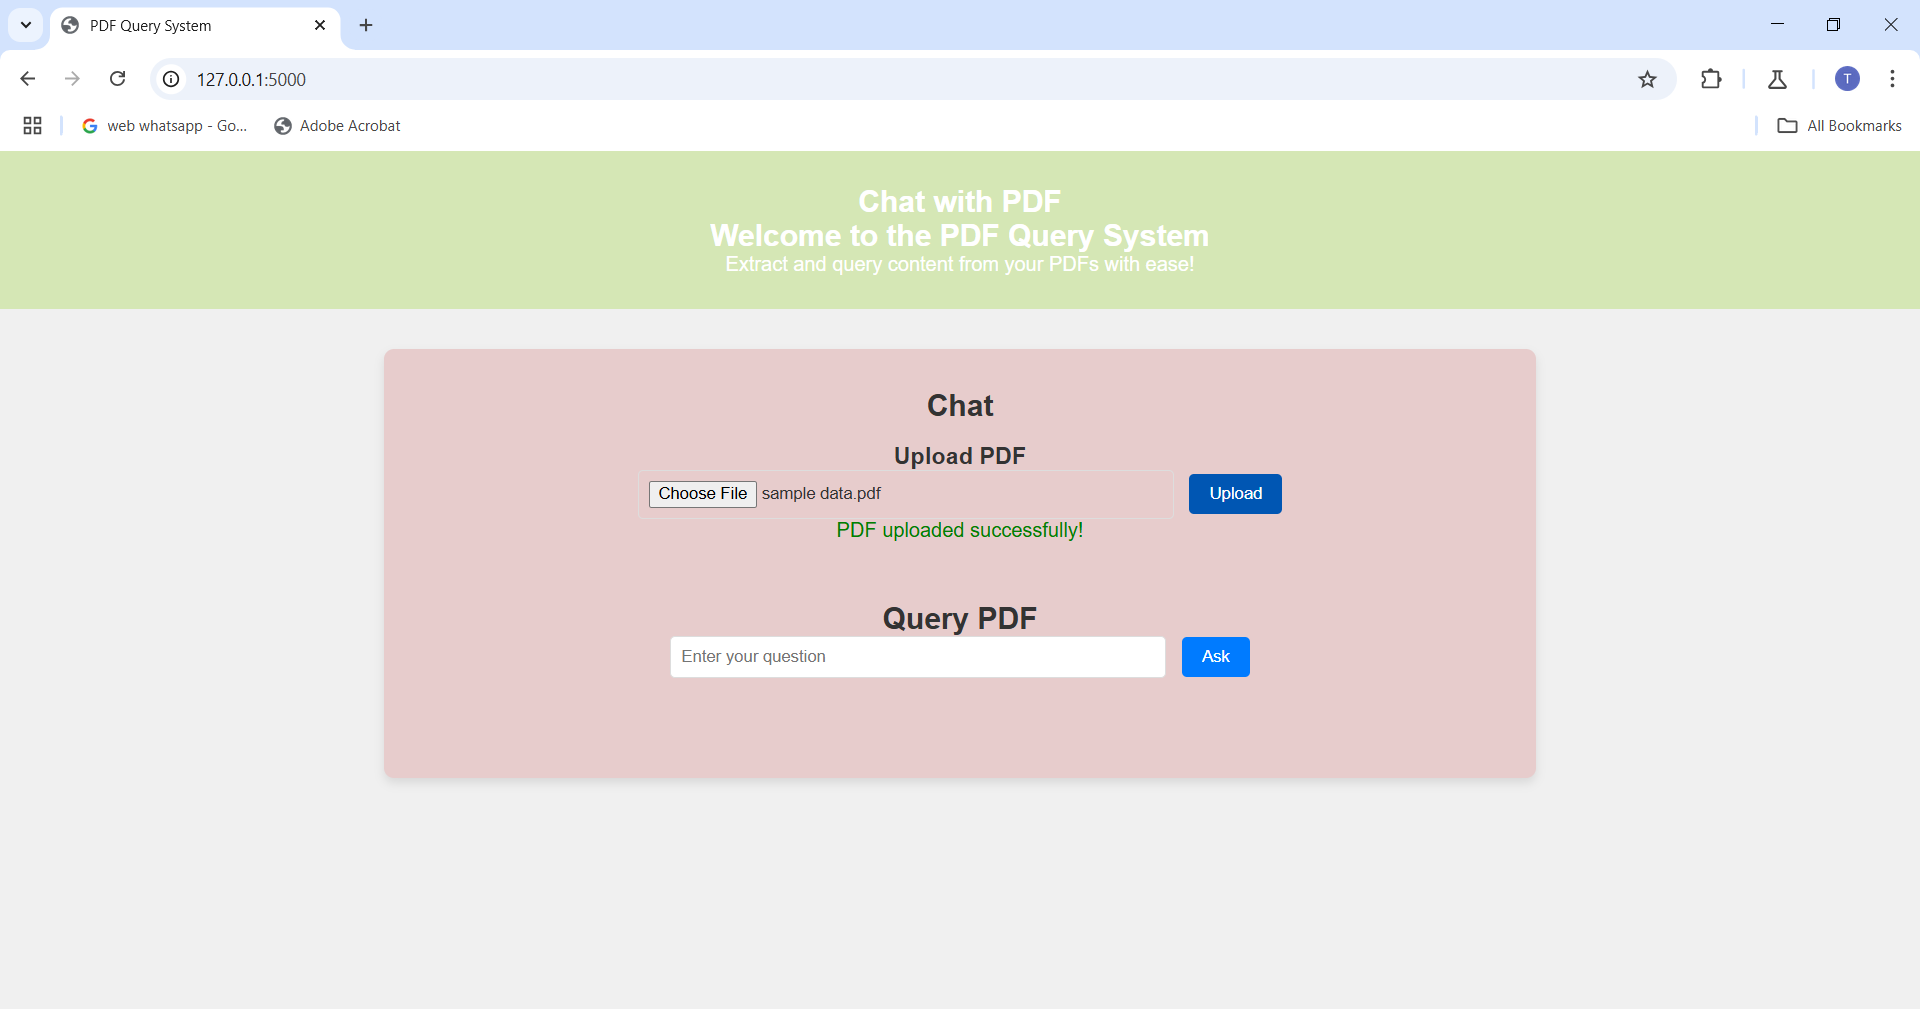 PDF Query System
127.0.0.1:5000
T
web whatsapp - Go...
Adobe Acrobat
All Bookmarks
Chat with PDF
Welcome to the PDF Query System
Extract and query content from your PDFs with ease!
Chat
Upload PDF
Choose File sample data.pdf Upload
PDF uploaded successfully!
Query PDF
Enter your question Ask